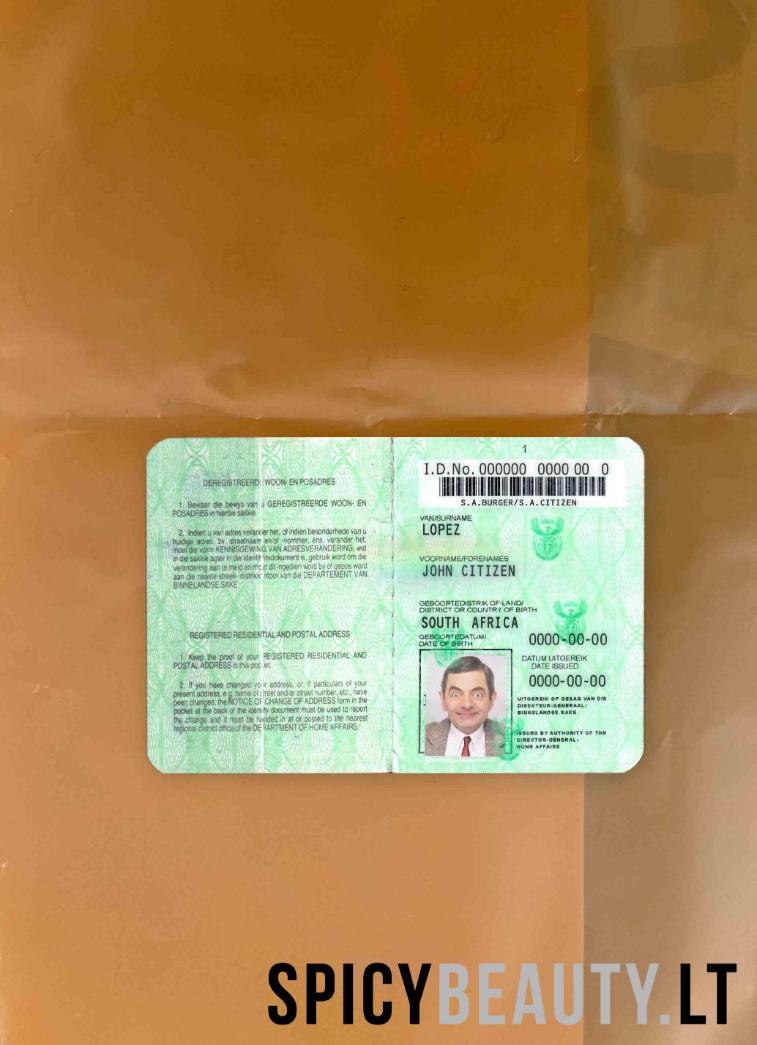 GEREGISTREERDE WOON- EN POSADRES
1. Bewaar die bewys van u GEREGISTREERDE WOON- EN
POSADRES in hierdie sakkie.
2. Indien u van adres verander het, of indien besonderhede van u
huidige adres, bv. straatnaam en/of -nommer, ens. verander het,
moet die vorm KENNISGEWING VAN ADRESVERANDERING, wat
in die sakkie agter in die identiteitsdokument is, gebruik word om die
verandering aan te meld en moet dit ingedien word by of gepos word
aan die naaste streek-/distriks kantoor van die DEPARTEMENT VAN
BINNELANDSE SAKE
REGISTERED RESIDENTIAL AND POSTAL ADDRESS
1. Keep the proof of your REGISTERED RESIDENTIAL AND
POSTAL ADDRESS in this pocket.
2. If you have changed your address, or, if particulars of your
present address, e.g. name of street and/or street number, etc., have
been changed, the NOTICE OF CHANGE OF ADDRESS form in the
pocket at the back of the identity document must be used to report
the change and it must be handed in at or posted to the nearest
regional/district office of the DEPARTMENT OF HOME AFFAIRS.
1
I.D.No. 000000 0000 00 0
S.A.BURGER/S.A.CITIZEN
VAN/SURNAME
LOPEZ
VOORNAME/FORENAMES
JOHN CITIZEN
GEBOORTEDISTRIK OF-LAND/
DISTRICT OR COUNTRY OF BIRTH
SOUTH AFRICA
GEBOORTEDATUM/
DATE OF BIRTH
0000-00-00
DATUM UITGEREIK
DATE ISSUED
0000-00-00
UITGEREIK OP GESAG VAN DIE
DIREKTEUR-GENERAAL:
BINNELANDSE SAKE
ISSUED BY AUTHORITY OF THE
DIRECTOR-GENERAL:
HOME AFFAIRS
SPICYBEAUTY.LT